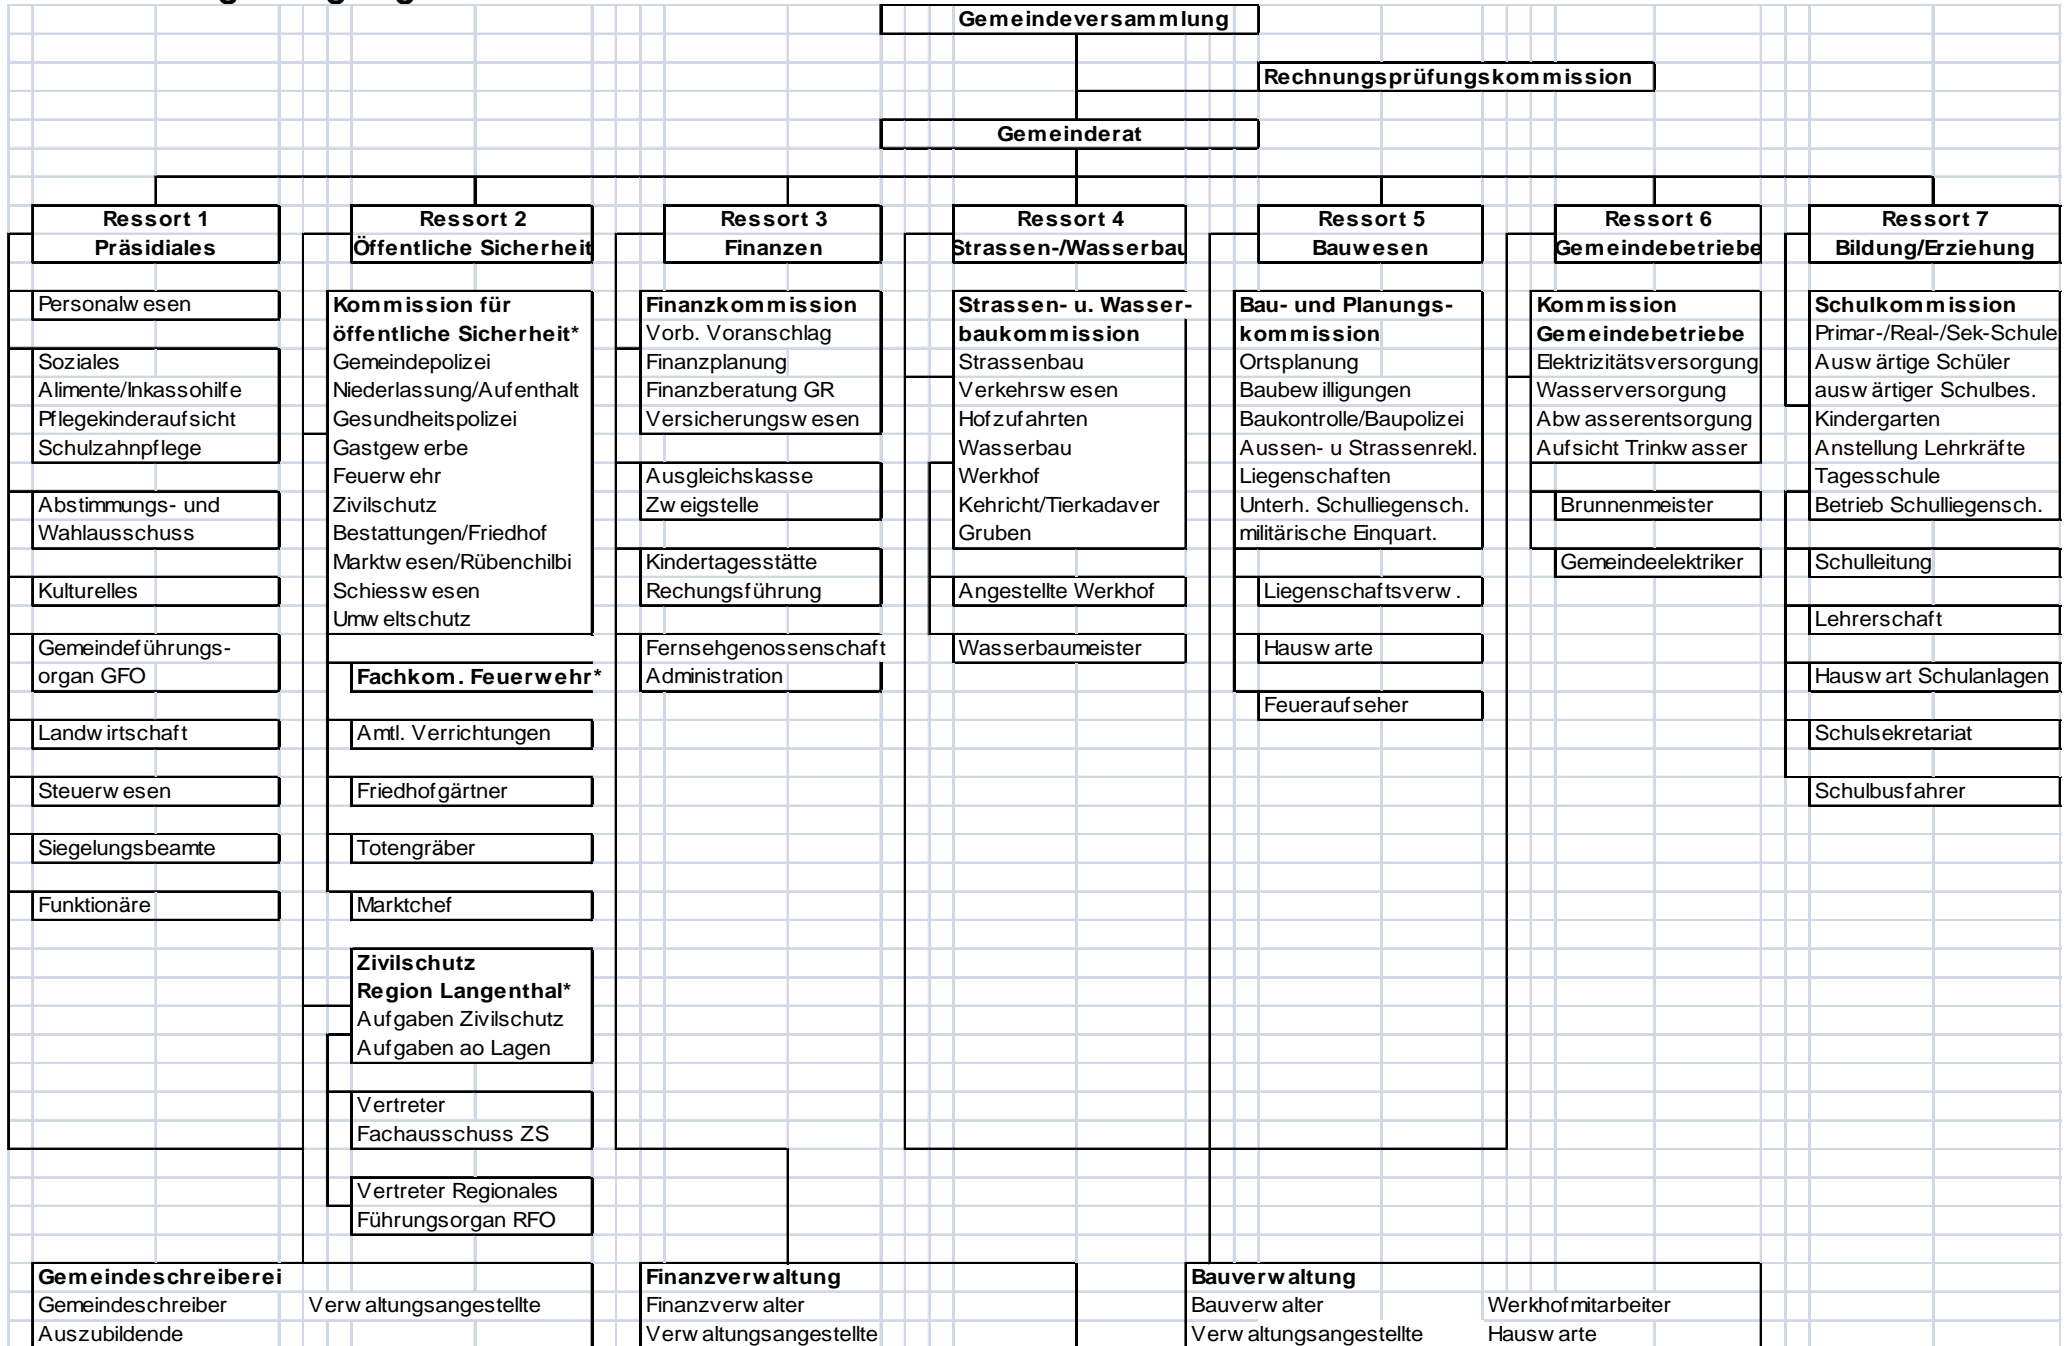 Gemeindeversammlung
Rechnungsprüfungskommission
Gemeinderat
Ressort 1
Präsidiales
Ressort 2
Öffentliche Sicherheit
Ressort 3
Finanzen
Ressort 4
Strassen-/Wasserbau
Ressort 5
Bauwesen
Ressort 6
Gemeindebetriebe
Ressort 7
Bildung/Erziehung
Personalwesen
Soziales
Alimente/Inkassohilfe
Pflegekinderaufsicht
Schulzahnpflege
Abstimmungs- und
Wahlausschuss
Kulturelles
Gemeindeführungs-
organ GFO
Landwirtschaft
Steuerwesen
Siegelungsbeamte
Funktionäre
Kommission für
öffentliche Sicherheit*
Gemeindepolizei
Niederlassung/Aufenthalt
Gesundheitspolizei
Gastgewerbe
Feuerwehr
Zivilschutz
Bestattungen/Friedhof
Marktwesen/Rübenchilbi
Schiesswesen
Umweltschutz
Fachkom. Feuerwehr*
Amtl. Verrichtungen
Friedhofgärtner
Totengräber
Marktchef
Zivilschutz
Region Langenthal*
Aufgaben Zivilschutz
Aufgaben ao Lagen
Vertreter
Fachausschuss ZS
Vertreter Regionales
Führungsorgan RFO
Finanzkommission
Vorb. Voranschlag
Finanzplanung
Finanzberatung GR
Versicherungswesen
Ausgleichskasse
Zweigstelle
Kindertagesstätte
Rechungsführung
Fernsehgenossenschaft
Administration
Strassen- u. Wasser-
baukommission
Strassenbau
Verkehrswesen
Hofzufahrten
Wasserbau
Werkhof
Kehricht/Tierkadaver
Gruben
Angestellte Werkhof
Wasserbaumeister
Bau- und Planungs-
kommission
Ortsplanung
Baubewilligungen
Baukontrolle/Baupolizei
Aussen- u Strassenrekl.
Liegenschaften
Unterh. Schulliegensch.
militärische Einquart.
Liegenschaftsverw.
Hauswarte
Feueraufseher
Kommission
Gemeindebetriebe
Elektrizitätsversorgung
Wasserversorgung
Abwasserentsorgung
Aufsicht Trinkwasser
Brunnenmeister
Gemeindeelektriker
Schulkommission
Primar-/Real-/Sek-Schule
Auswärtige Schüler
auswärtiger Schulbes.
Kindergarten
Anstellung Lehrkräfte
Tagesschule
Betrieb Schulliegensch.
Schulleitung
Lehrerschaft
Hauswart Schulanlagen
Schulsekretariat
Schulbusfahrer
Gemeindeschreiberei
Gemeindeschreiber Verwaltungsangestellte
Auszubildende
Finanzverwaltung
Finanzverwalter
Verwaltungsangestellte
Bauverwaltung
Bauverwalter Werkhofmitarbeiter
Verwaltungsangestellte Hauswarte